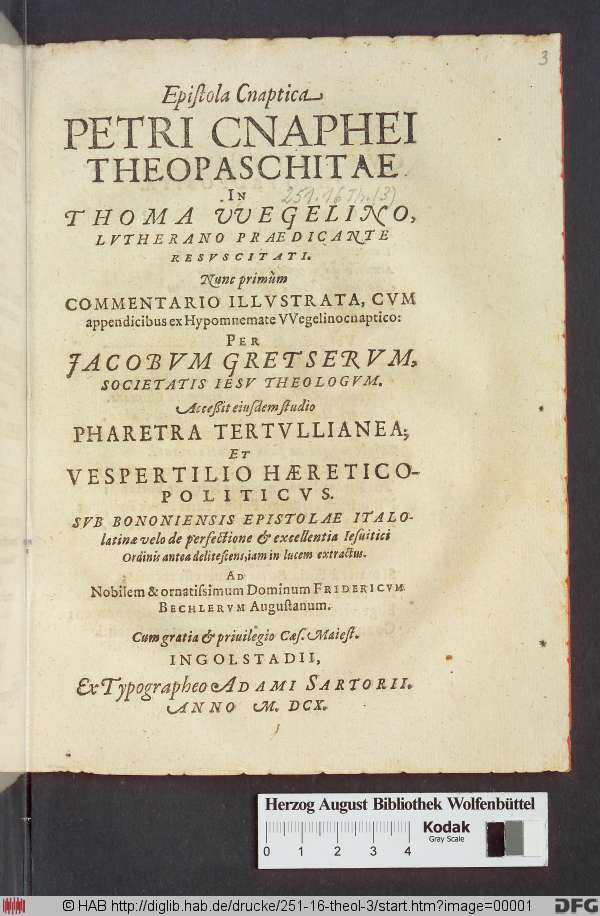 3
Epistola Cnaptica
PETRI CNAPHEI
THEOPASCHITAE
IN
251.16 Th. (3)
THOMA VVEGELINO,
LVTHERANO PRAEDICANTE
RESVSCITATI.
Nunc primùm
COMMENTARIO ILLVSTRATA, CVM
appendicibus ex Hypomnemate VVegelinocnaptico:
PER
JACOBVM GRETSERVM,
SOCIETATIS IESV THEOLOGVM.
Accessit eiusdem studio
PHARETRA TERTVLLIANEA;
ET
VESPERTILIO HÆRETICO-
POLITICVS.
SVB BONONIENSIS EPISTOLAE ITALO-
latinæ velo de perfectione & excellentia Iesuitici
Ordinis antea delitescens, iam in lucem extractus.
AD
Nobilem & ornatissimum Dominum FRIDERICVM
BECHLERVM Augustanum.
Cum gratia & priuilegio Cæs. Maiest.
INGOLSTADII,
Ex Typographeo ADAMI SARTORII.
ANNO M. DCX.
Herzog August Bibliothek Wolfenbüttel
0 1 2 3 4
Kodak
Gray Scale
© HAB http://diglib.hab.de/drucke/251-16-theol-3/start.htm?image=00001
DFG